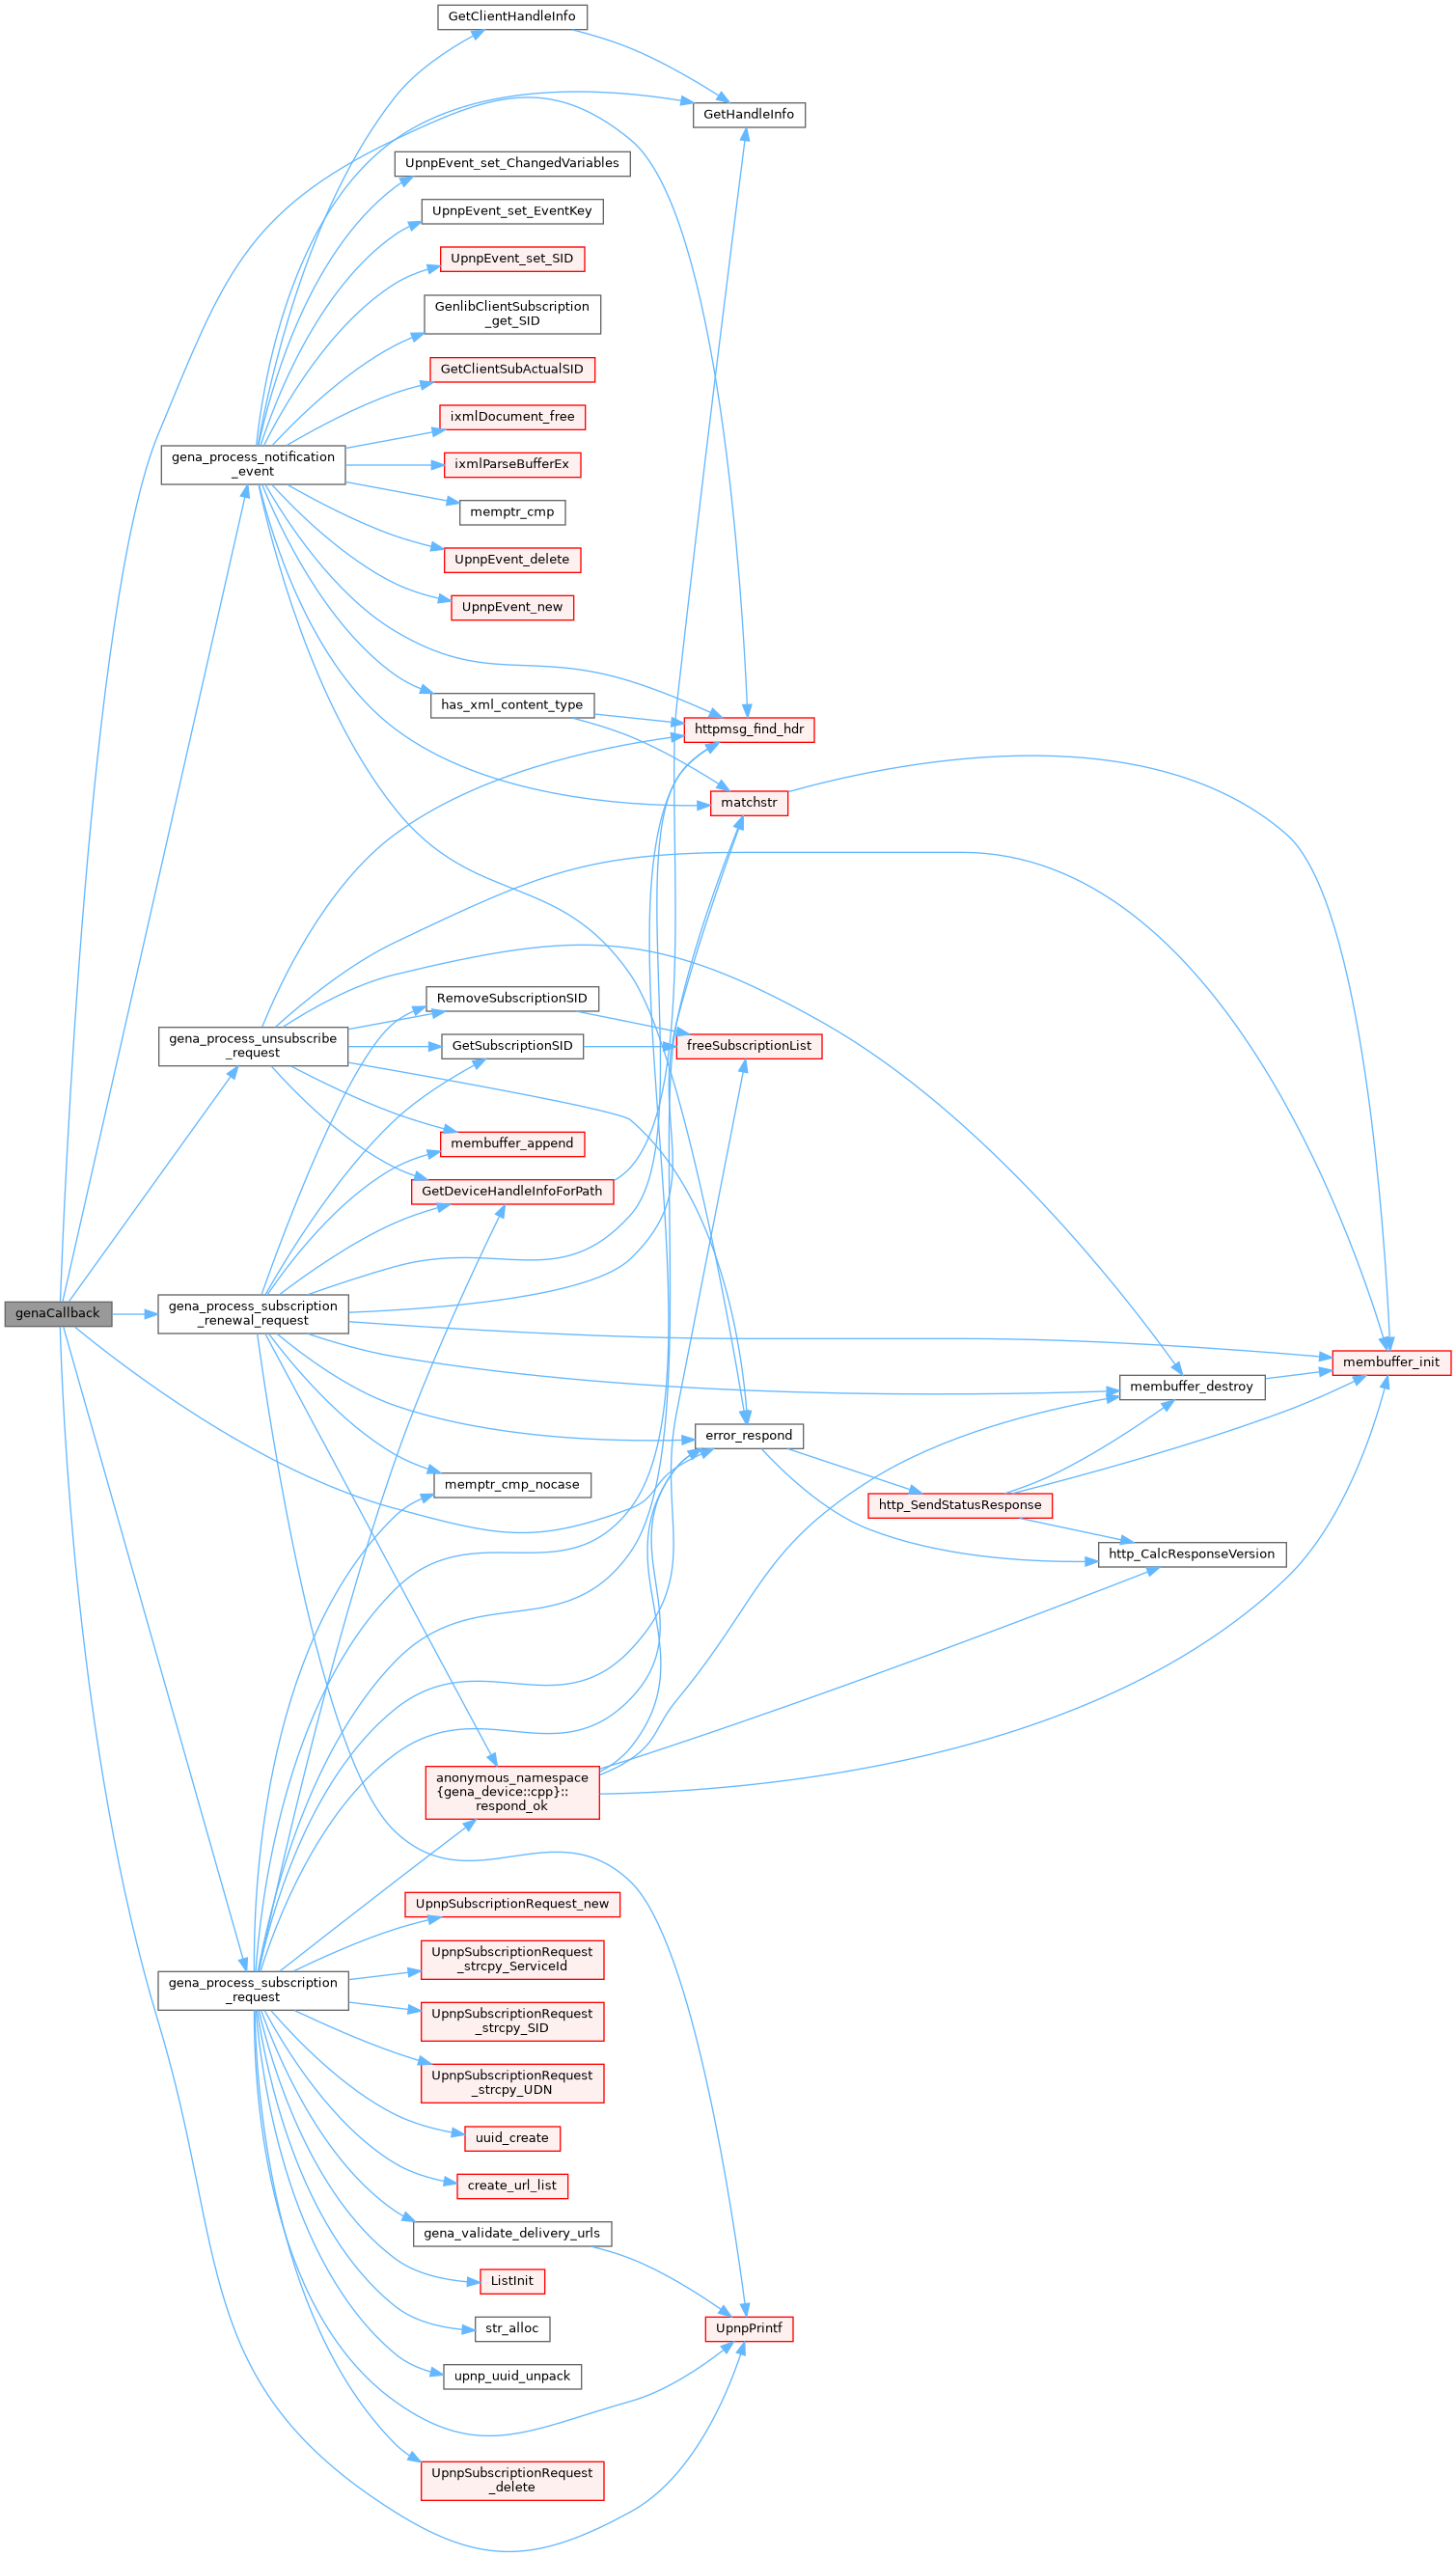 GetClientHandleInfo
GetHandleInfo
UpnpEvent_set_ChangedVariables
UpnpEvent_set_EventKey
UpnpEvent_set_SID
GenlibClientSubscription
_get_SID
GetClientSubActualSID
ixmlDocument_free
gena_process_notification
_event
ixmlParseBufferEx
memptr_cmp
UpnpEvent_delete
UpnpEvent_new
has_xml_content_type
httpmsg_find_hdr
matchstr
RemoveSubscriptionSID
gena_process_unsubscribe
_request
GetSubscriptionSID
freeSubscriptionList
membuffer_append
GetDeviceHandleInfoForPath
genaCallback
gena_process_subscription
_renewal_request
membuffer_init
membuffer_destroy
error_respond
memptr_cmp_nocase
http_SendStatusResponse
http_CalcResponseVersion
anonymous_namespace
{gena_device::cpp}::
respond_ok
UpnpSubscriptionRequest_new
UpnpSubscriptionRequest
_strcpy_ServiceId
gena_process_subscription
_request
UpnpSubscriptionRequest
_strcpy_SID
UpnpSubscriptionRequest
_strcpy_UDN
uuid_create
create_url_list
gena_validate_delivery_urls
ListInit
str_alloc
UpnpPrintf
upnp_uuid_unpack
UpnpSubscriptionRequest
_delete